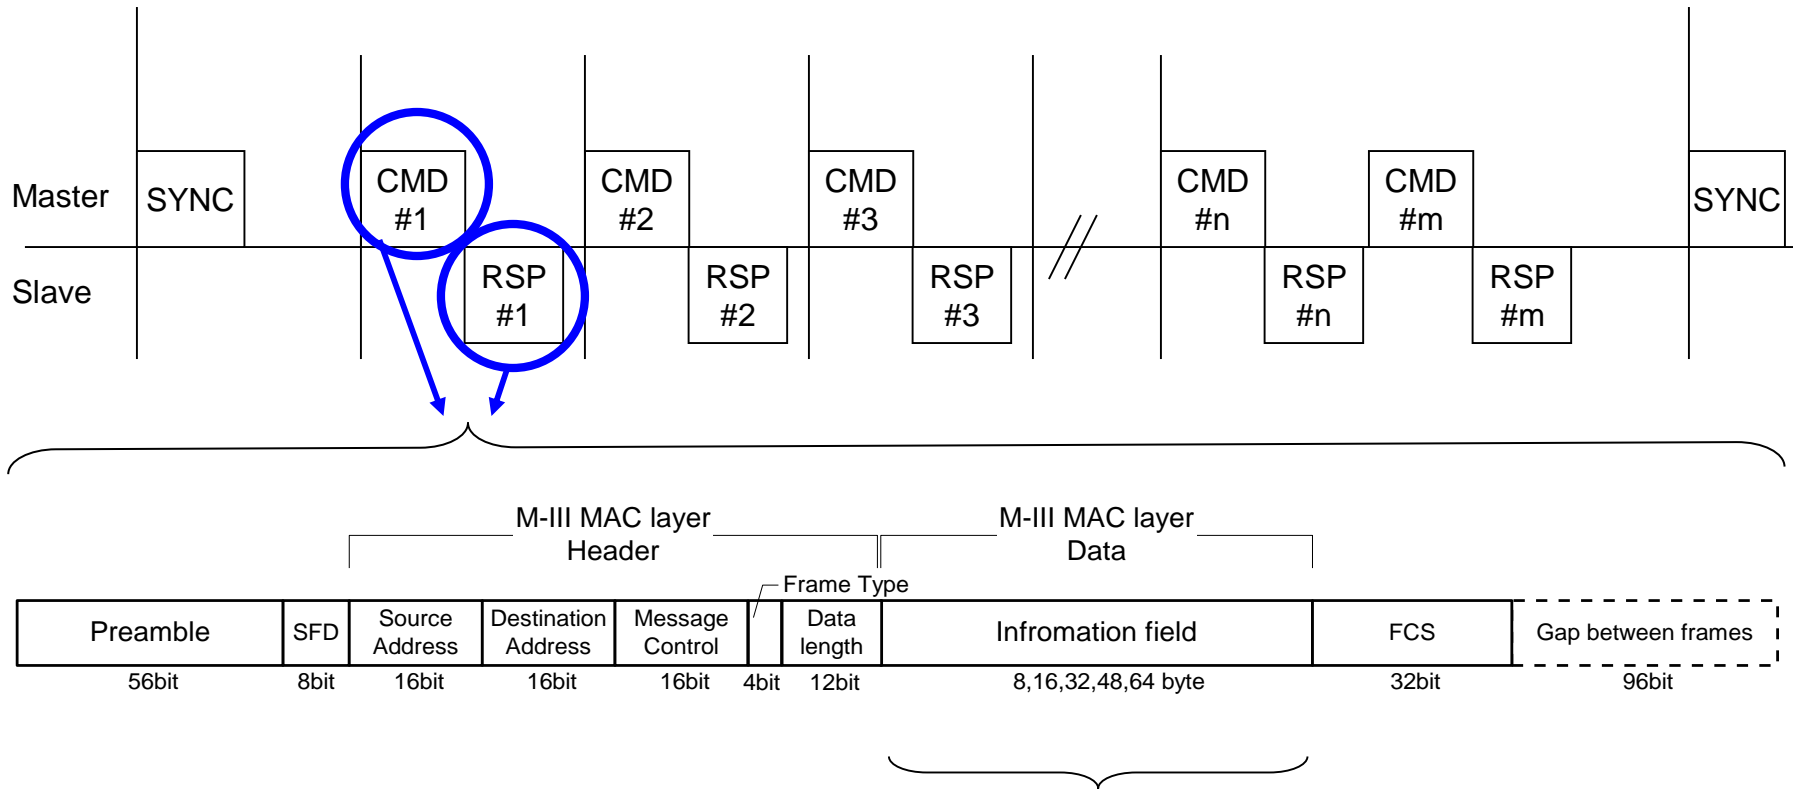 Master
SYNC
CMD
#1
CMD
#2
CMD
#3
CMD
#n
CMD
#m
SYNC
Slave
RSP
#1
RSP
#2
RSP
#3
RSP
#n
RSP
#m
M-III MAC layer
Header
M-III MAC layer
Data
Frame Type
Preamble
SFD
Source
Address
Destination
Address
Message
Control
Data
length
Infromation field
FCS
Gap between frames
56bit
8bit
16bit
16bit
16bit
4bit
12bit
8,16,32,48,64 byte
32bit
96bit